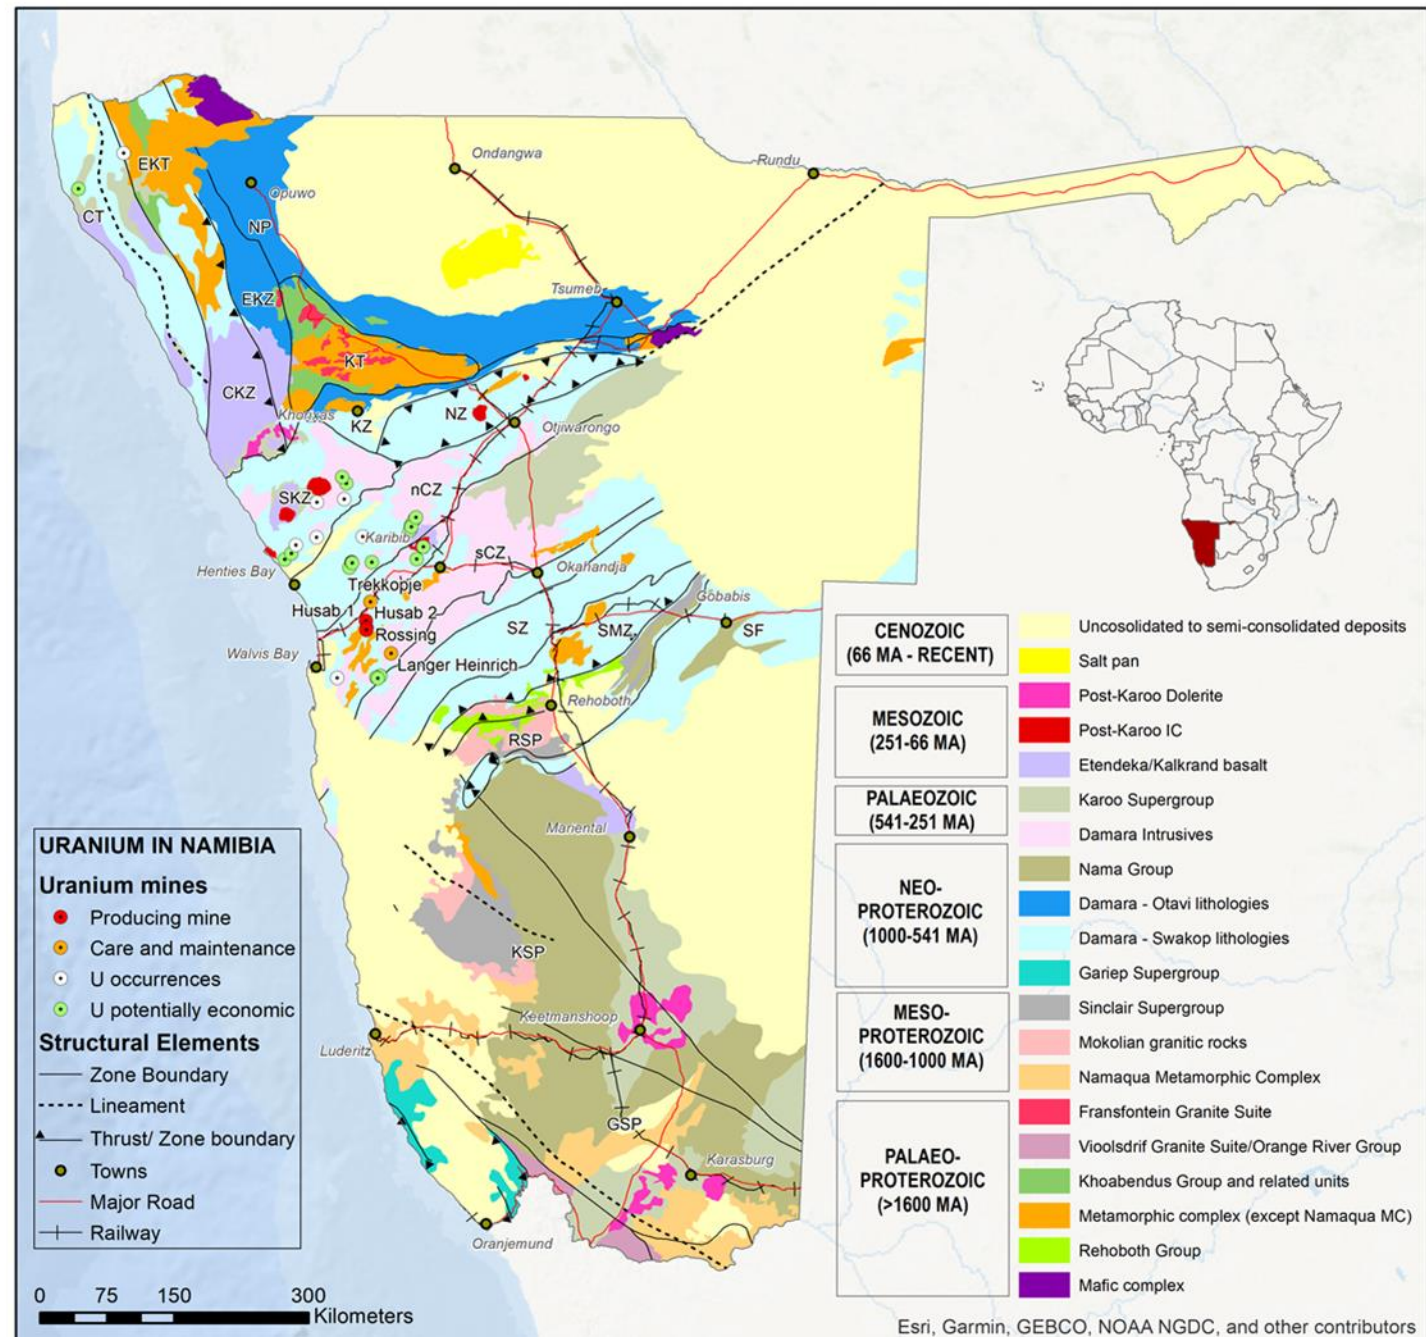 Ondangwa
Rundu
EKT
Opuwo
CT
NP
Tsumeb
EKZ
KT
CKZ
Khorixas
KZ
NZ
Otjiwarongo
SKZ
nCZ
Karibib
sCZ
Henties Bay
Okahandja
Trekkopje
Husab 1
Husab 2
Gobabis
Rossing
SZ
SMZ
SF
Walvis Bay
Langer Heinrich
Rehoboth
RSP
Mariental
KSP
Keetmanshoop
Luderitz
GSP
Karasburg
Oranjemund
URANIUM IN NAMIBIA
Uranium mines
Producing mine
Care and maintenance
U occurrences
U potentially economic
Structural Elements
Zone Boundary
Lineament
Thrust/ Zone boundary
Towns
Major Road
Railway
0 75 150 300
Kilometers
CENOZOIC
(66 MA - RECENT)
MESOZOIC
(251-66 MA)
PALAEOZOIC
(541-251 MA)
NEO-
PROTEROZOIC
(1000-541 MA)
MESO-
PROTEROZOIC
(1600-1000 MA)
PALAEO-
PROTEROZOIC
(>1600 MA)
Uncosolidated to semi-consolidated deposits
Salt pan
Post-Karoo Dolerite
Post-Karoo IC
Etendeka/Kalkrand basalt
Karoo Supergroup
Damara Intrusives
Nama Group
Damara - Otavi lithologies
Damara - Swakop lithologies
Gariep Supergroup
Sinclair Supergroup
Mokolian granitic rocks
Namaqua Metamorphic Complex
Fransfontein Granite Suite
Vioolsdrif Granite Suite/Orange River Group
Khoabendus Group and related units
Metamorphic complex (except Namaqua MC)
Rehoboth Group
Mafic complex
Esri, Garmin, GEBCO, NOAA NGDC, and other contributors